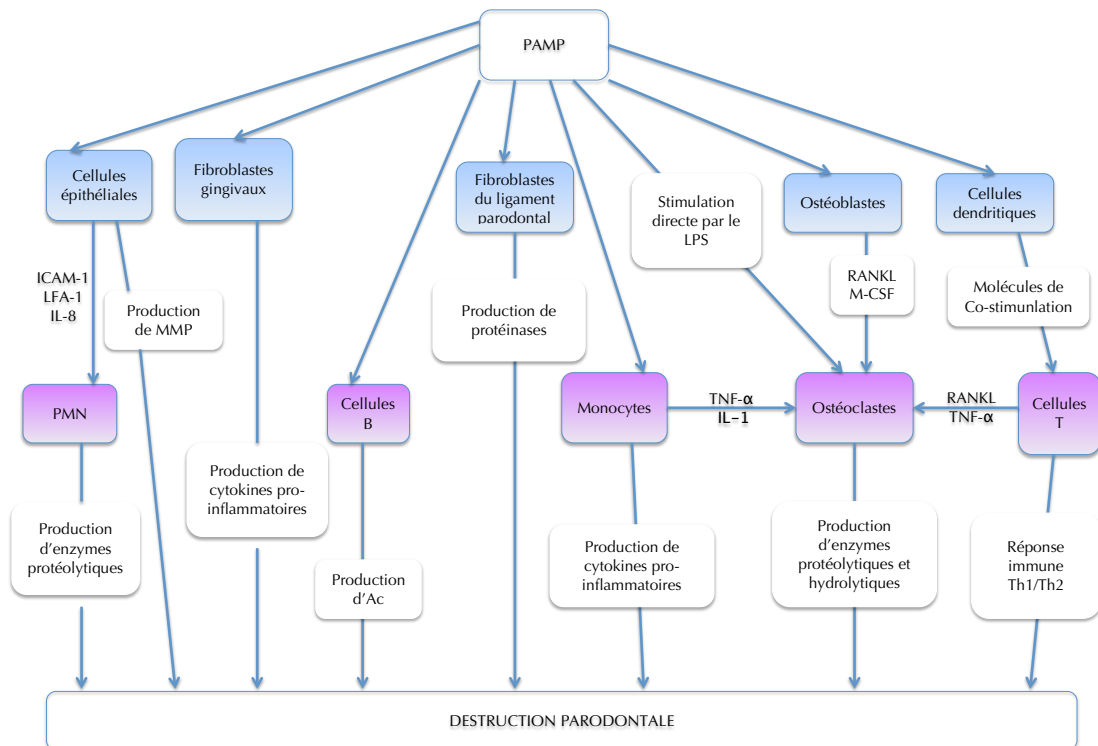 PAMP
Cellules
épithéliales
Fibroblastes
gingivaux
Fibroblastes
du ligament
parodontal
Stimulation
directe par le
LPS
Ostéoblastes
Cellules
dendritiques
ICAM-1
LFA-1
IL-8
Production
de MMP
Production de
protéinases
RANKL
M-CSF
Molécules de
Co-stimunlation
PMN
Cellules
B
Monocytes
TNF-α
IL-1
Ostéoclastes
RANKL
TNF-α
Cellules
T
Production
d'enzymes
protéolytiques
Production de
cytokines pro-
inflammatoires
Production
d'Ac
Production de
cytokines pro-
inflammatoires
Production
d'enzymes
protéolytiques et
hydrolytiques
Réponse
immune
Th1/Th2
DESTRUCTION PARODONTALE